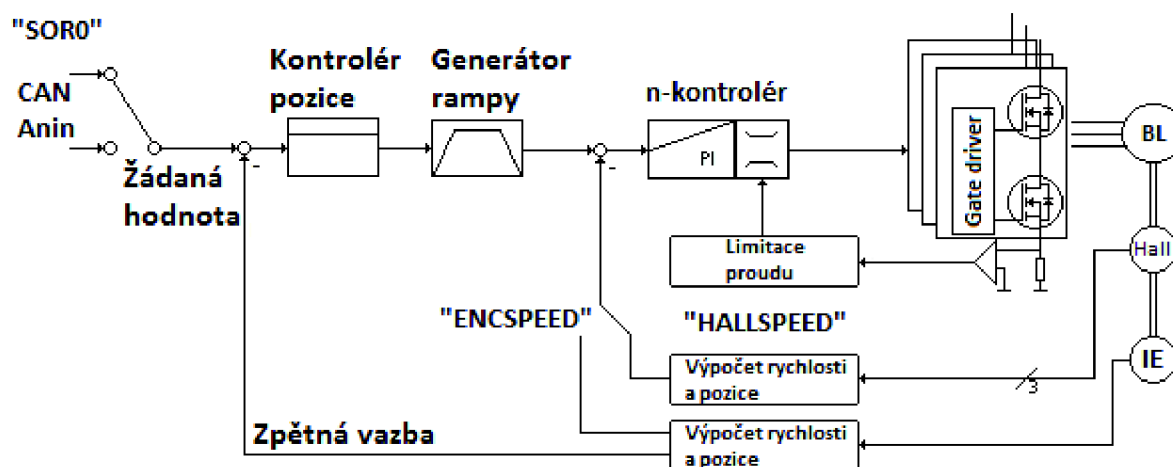 "SOR0"
CAN
Anin
Žádaná
hodnota
-
Kontrolér
pozice
Generátor
rampy
-
n-kontrolér
PI
Gate driver
BL
Hall
IE
Limitace
proudu
"ENCSPEED"
"HALLSPEED"
Výpočet rychlosti
a pozice
3
Zpětná vazba
Výpočet rychlosti
a pozice